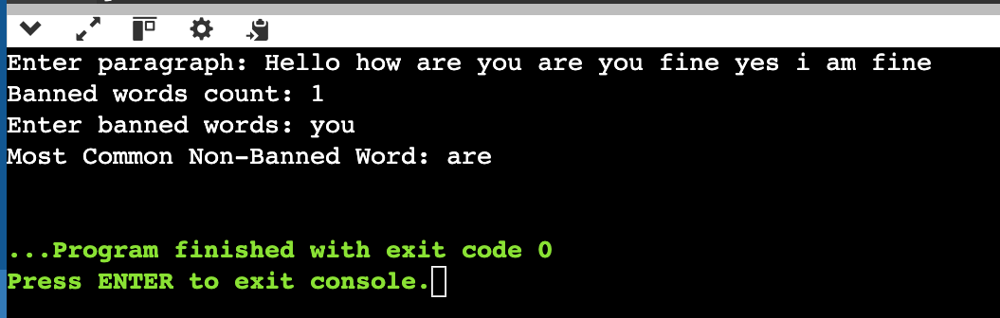 Enter paragraph: Hello how are you are you fine yes i am fine
Banned words count: 1
Enter banned words: you
Most Common Non-Banned Word: are
...Program finished with exit code 0
Press ENTER to exit console.